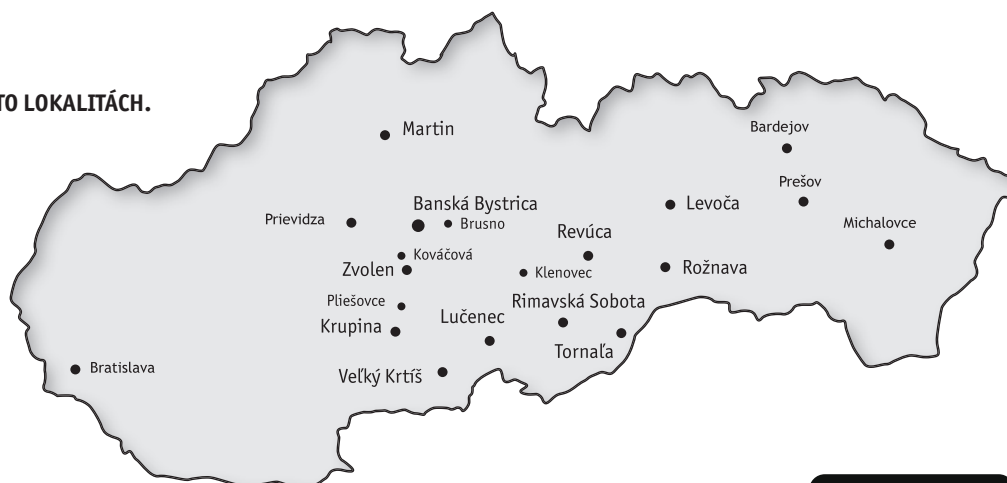 TO LOKALITÁCH.
Martin
Bardejov
Prešov
Levoča
Banská Bystrica
Prievidza
Brusno
Michalovce
Revúca
Kováčová
Zvolen
Rožnava
Klenovec
Pliešovce
Rimavská Sobota
Lučenec
Krupina
Tornaľa
Bratislava
Veľký Krtíš